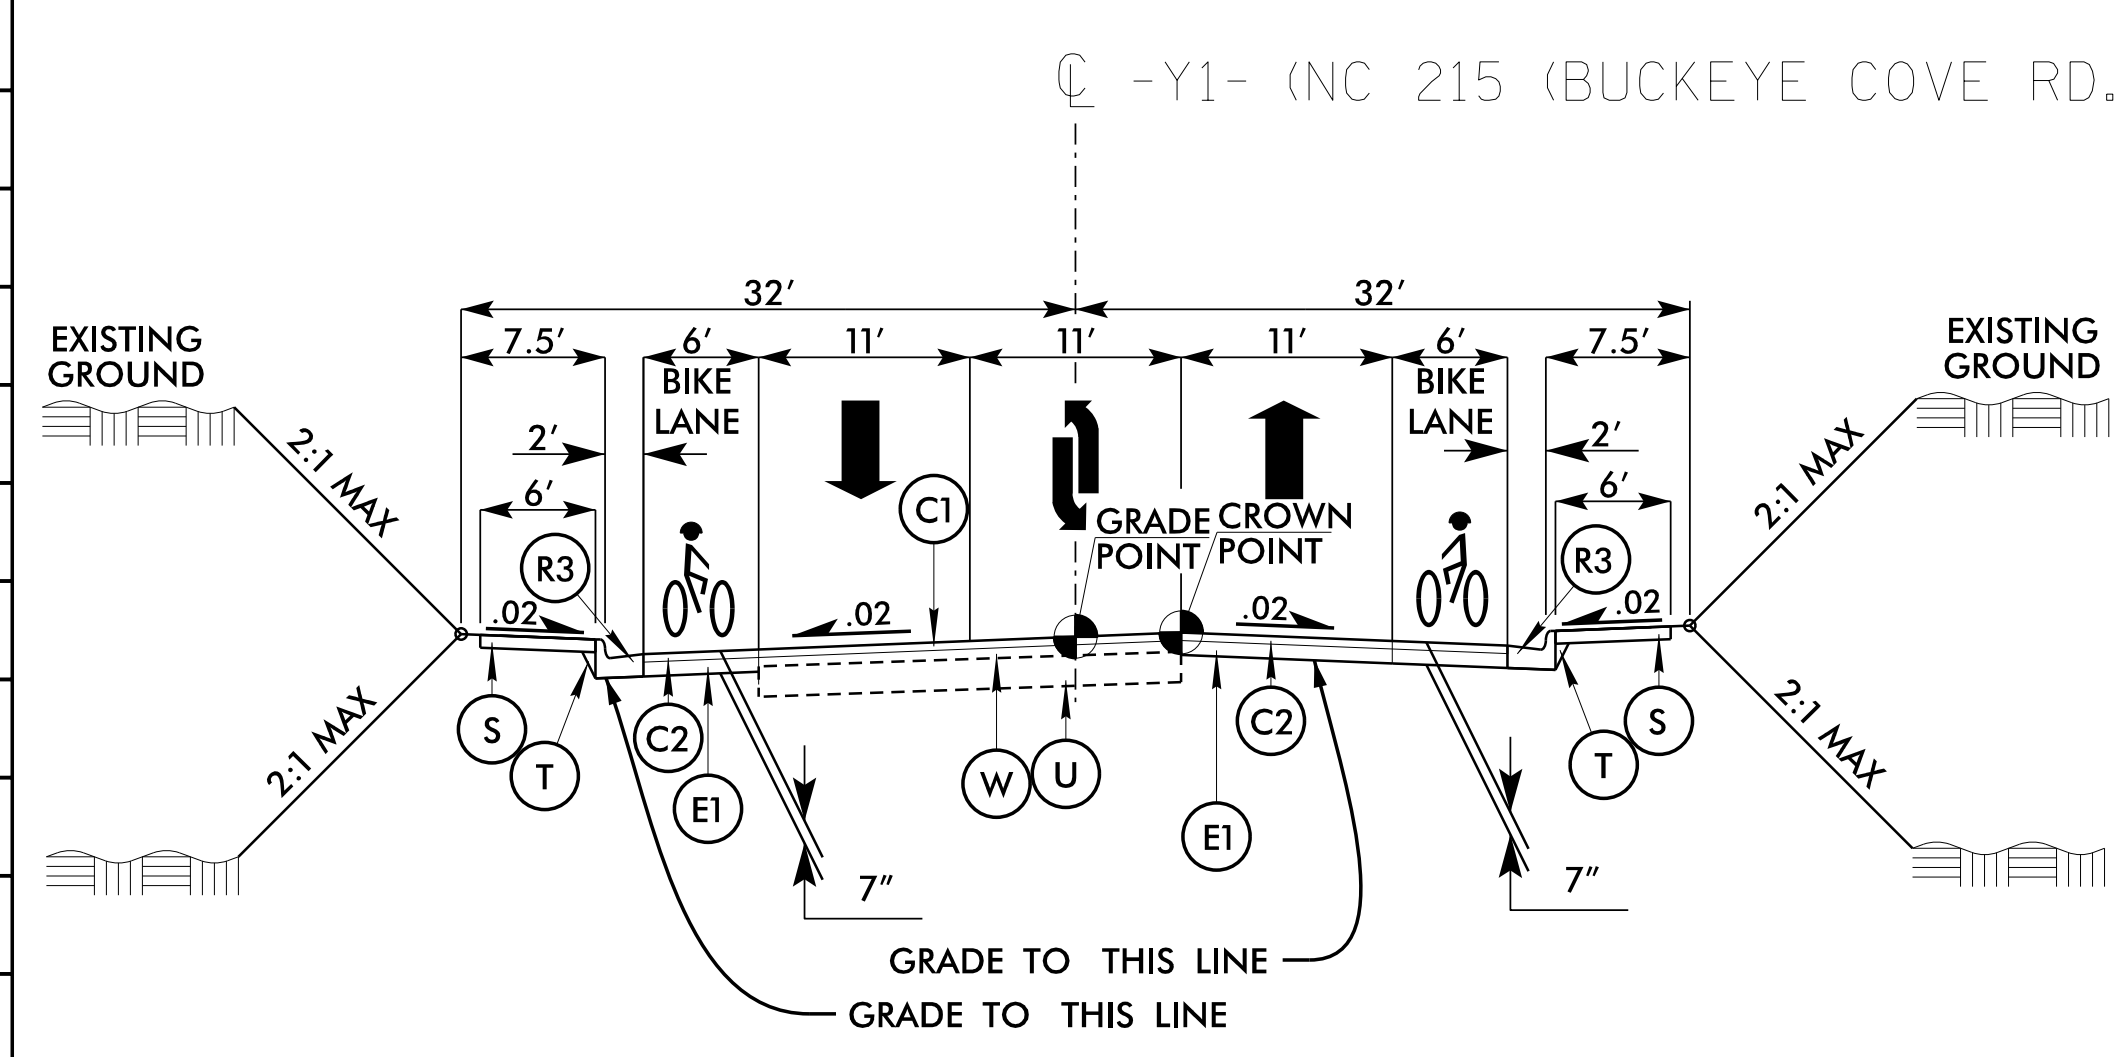 ℄ -Y1- (NC 215 (BUCKEYE COVE RD.
32' 32'
7.5' 6' 11' 11' 11' 6' 7.5'
EXISTING
GROUND
EXISTING
GROUND
BIKE
LANE
BIKE
LANE
2' 2'
6' 6'
2:1 MAX
2:1 MAX
C1
GRADE
POINT
CROWN
POINT
R3 R3
.02 .02 .02 .02
2:1 MAX
2:1 MAX
S T C2 E1 W U C2 E1 T S
7" 7"
GRADE TO THIS LINE
GRADE TO THIS LINE